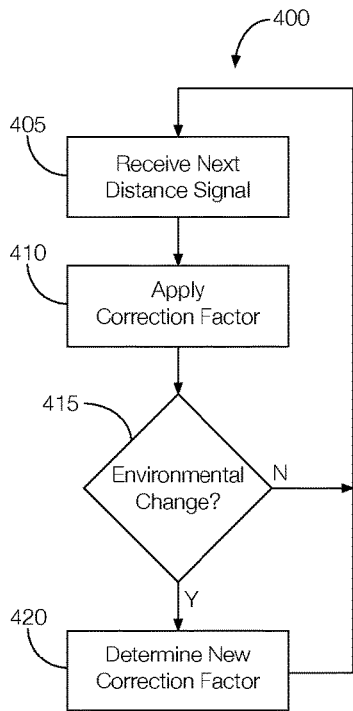 400
405
Receive Next
Distance Signal
410
Apply
Correction Factor
415
Environmental
Change?
N
Y
420
Determine New
Correction Factor